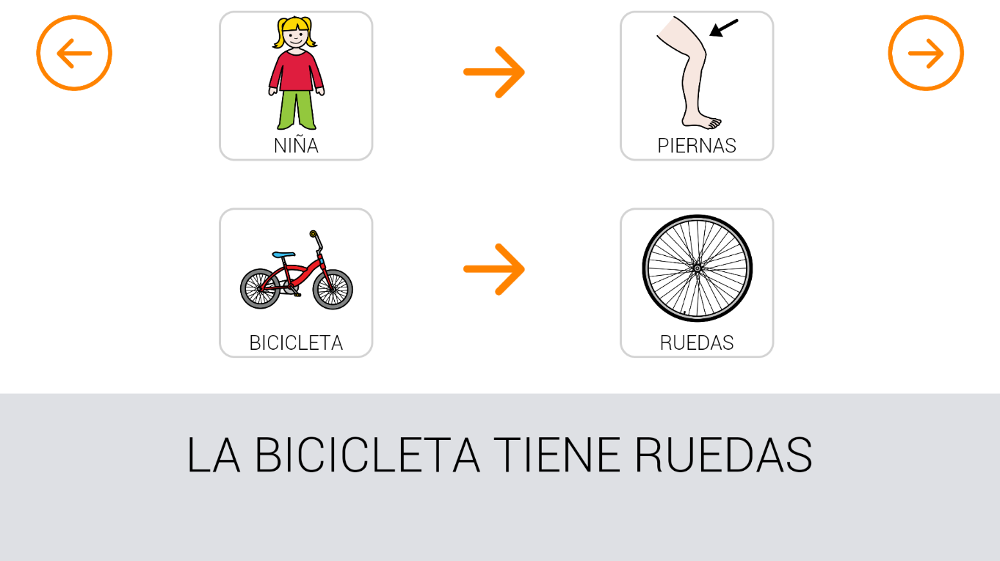 NIÑA
PIERNAS
BICICLETA
RUEDAS
LA BICICLETA TIENE RUEDAS